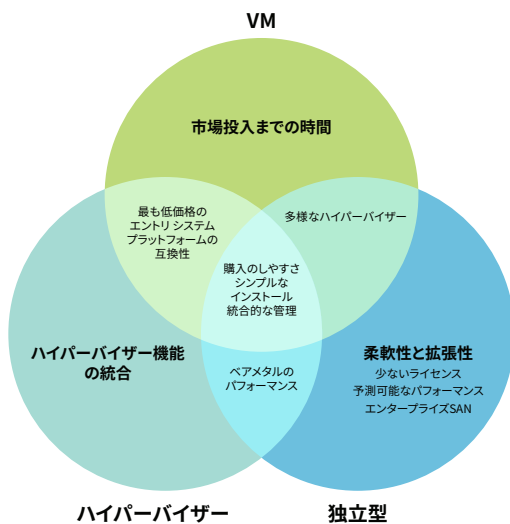 VM
市場投入までの時間
最も低価格の
エントリ システム
プラットフォームの
互換性
多様なハイパーバイザー
購入のしやすさ
シンプルな
インストール
統合的な管理
ハイパーバイザー機能
の統合
ベアメタルの
パフォーマンス
柔軟性と拡張性
少ないライセンス
予測可能なパフォーマンス
エンタープライズSAN
ハイパーバイザー
独立型